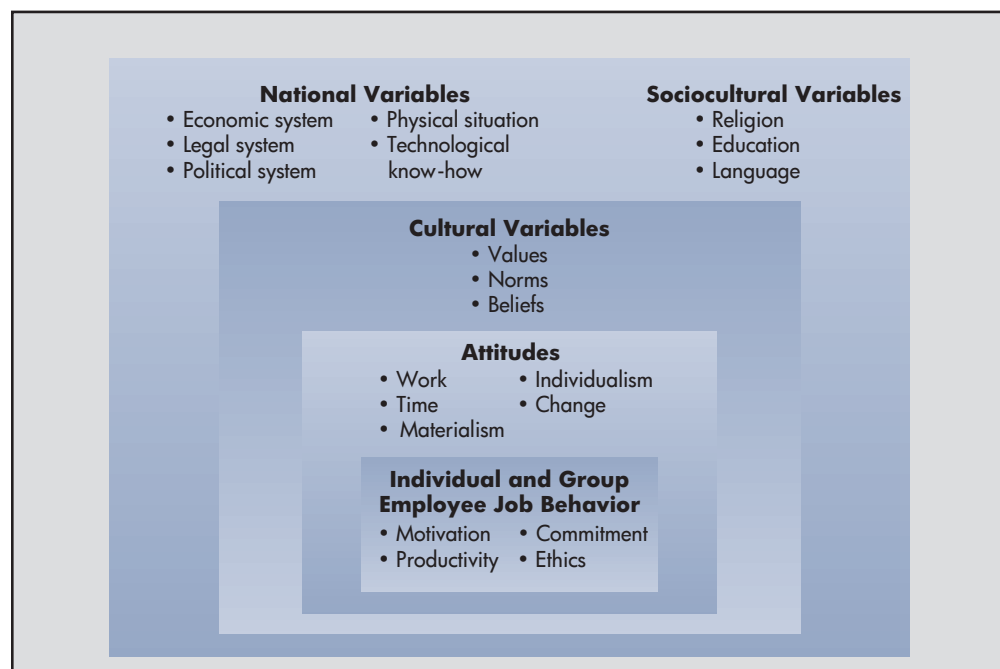 National Variables
• Economic system
• Legal system
• Political system
• Physical situation
• Technological
know-how
Sociocultural Variables
• Religion
• Education
• Language
Cultural Variables
• Values
• Norms
• Beliefs
Attitudes
• Work
• Time
• Materialism
• Individualism
• Change
Individual and Group
Employee Job Behavior
• Motivation
• Productivity
• Commitment
• Ethics